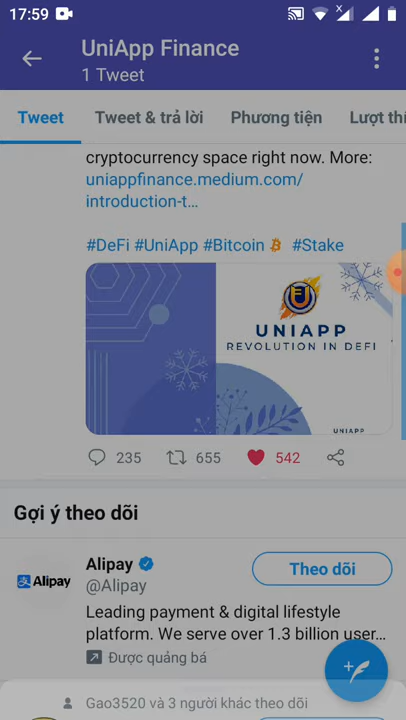 17:59
UniApp Finance
1 Tweet
Tweet Tweet & trả lời Phương tiện Lượt thí
cryptocurrency space right now. More:
uniappfinance.medium.com/
introduction-t…
#DeFi #UniApp #Bitcoin #Stake
UNIAPP
REVOLUTION IN DEFI
UNIAPP
235 655 542
Gợi ý theo dõi
Alipay
支 Alipay
@Alipay
Theo dõi
Leading payment & digital lifestyle
platform. We serve over 1.3 billion user…
Được quảng bá
Gao3520 và 3 người khác theo dõi